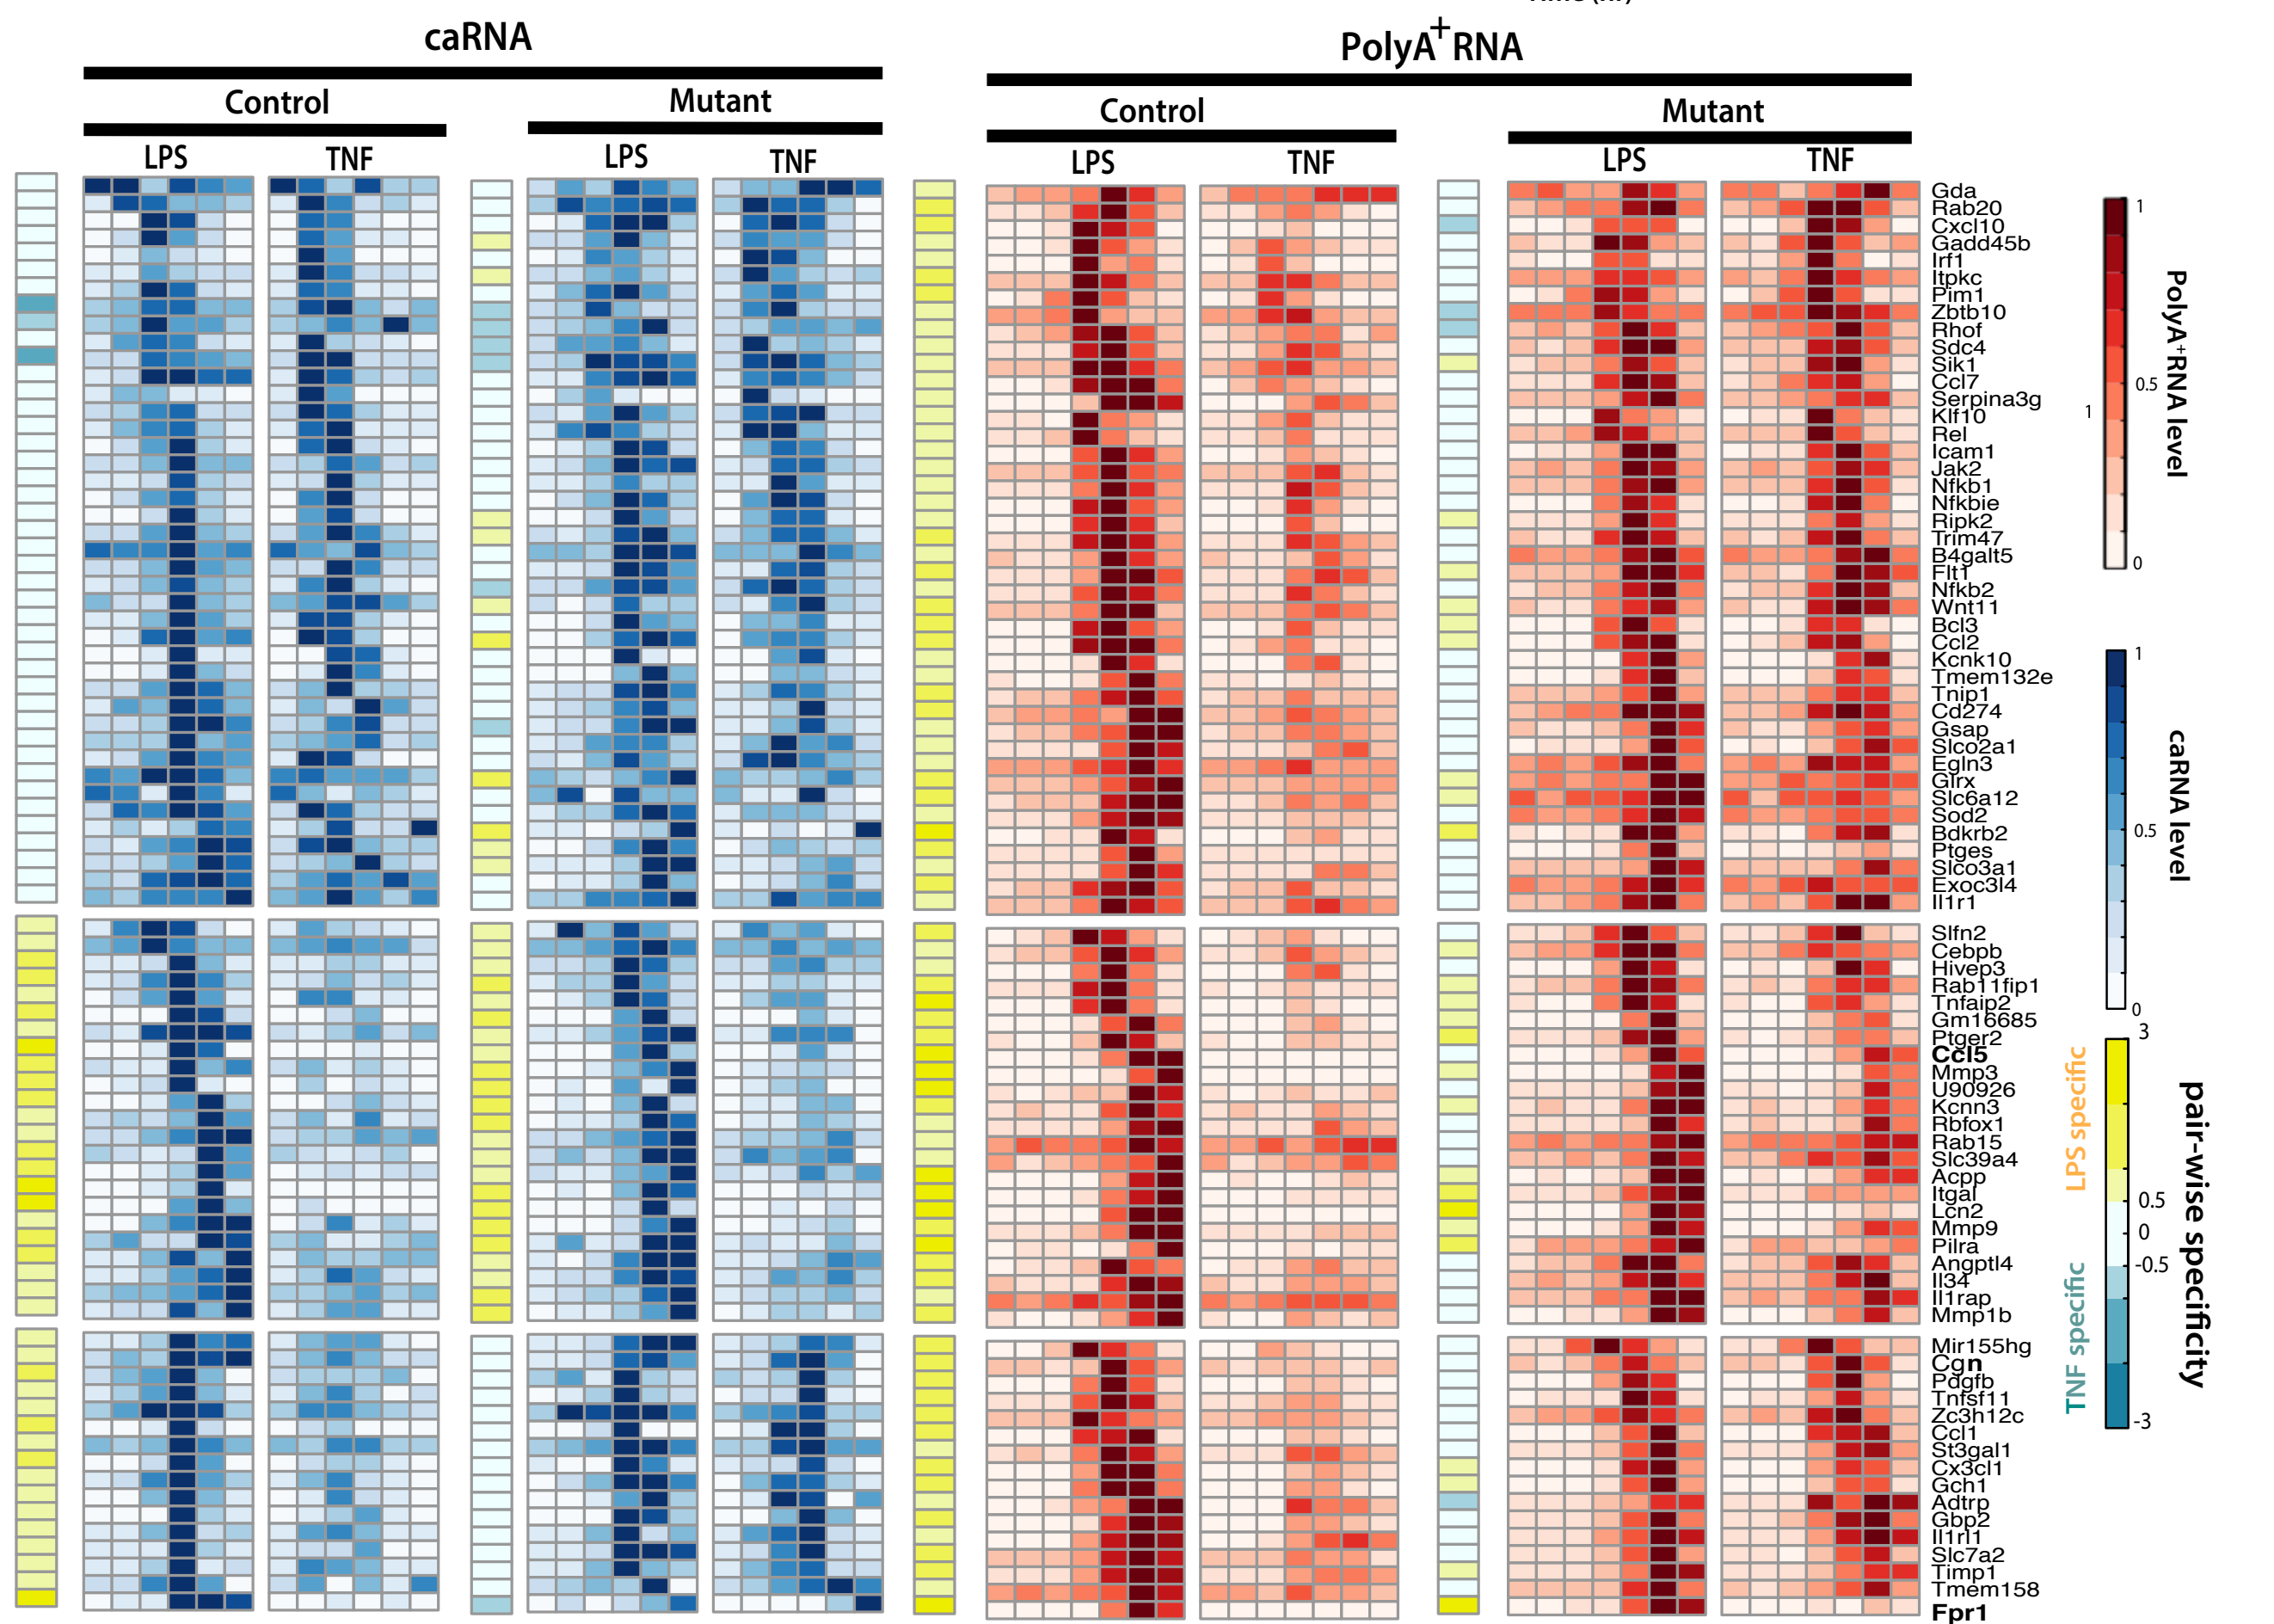 caRNA
PolyA+RNA
Control
Mutant
Control
Mutant
LPS
TNF
LPS
TNF
LPS
TNF
LPS
TNF
Gda
Rab20
Cxcl10
Gadd45b
Irf1
Itpkc
Pim1
Zbtb10
Rhof
Sdc4
Sik1
Ccl7
Serpina3g
Klf10
Rel
Icam1
Jak2
Nfkb1
Nfkbie
Ripk2
Trim47
B4galt5
Flt1
Nfkb2
Wnt11
Bcl3
Ccl2
Kcnk10
Tmem132e
Tnip1
Cd274
Gsap
Slco2a1
Egln3
Glrx
Slc6a12
Sod2
Bdkrb2
Ptges
Slco3a1
Exoc3l4
Il1r1
Slfn2
Cebpb
Hivep3
Rab11fip1
Tnfaip2
Gm16685
Ptger2
Ccl5
Mmp3
U90926
Kcnn3
Rbfox1
Rab15
Slc39a4
Acpp
Itgal
Lcn2
Mmp9
Pilra
Angptl4
Il34
Il1rap
Mmp1b
Mir155hg
Cgn
Pdgfb
Tnfsf11
Zc3h12c
Ccl1
St3gal1
Cx3cl1
Gch1
Adtrp
Gbp2
Il1rl1
Slc7a2
Timp1
Tmem158
Fpr1
1
0.5
1
0
PolyA+RNA level
1
0.5
0
caRNA level
3
0.5
0
-0.5
-3
LPS specific
TNF specific
pair-wise specificity